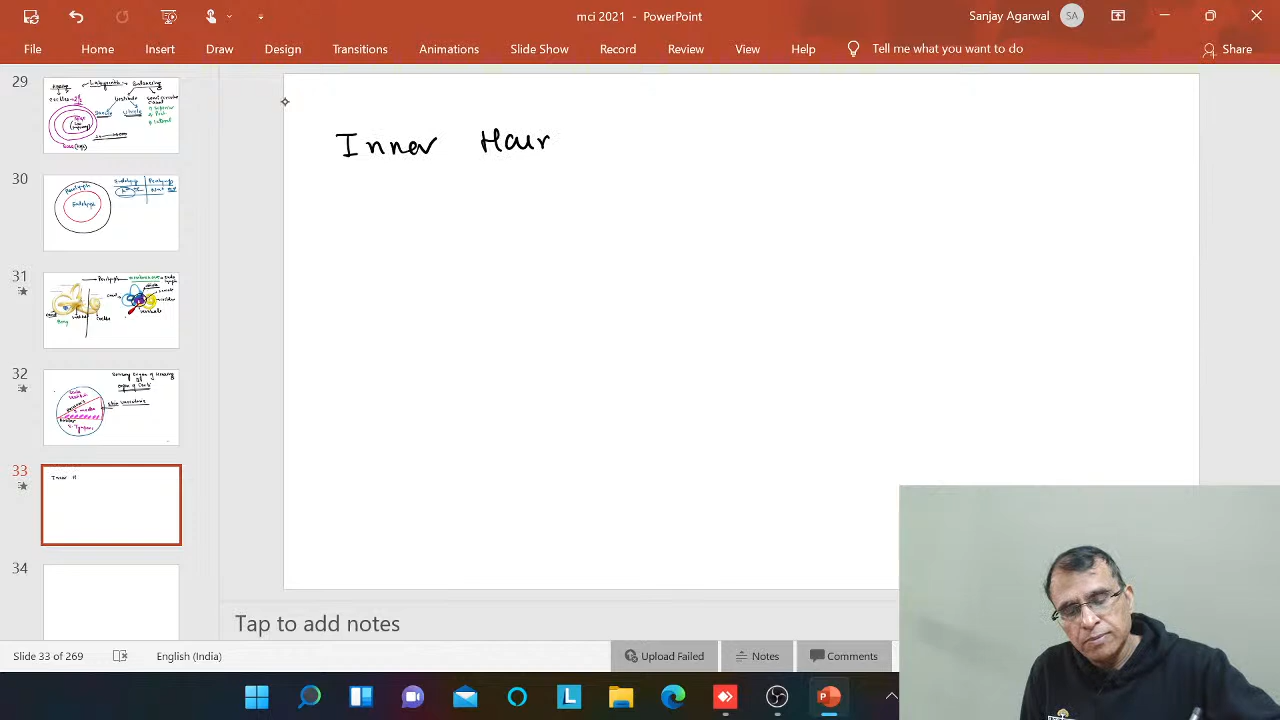 mci 2021 - PowerPoint
Sanjay Agarwal
SA
File Home Insert Draw Design Transitions Animations Slide Show Record Review View Help Tell me what you want to do Share
29
30
31
32
33
34
Inner Hair
Tap to add notes
Slide 33 of 269
English (India)
Upload Failed
Notes
Comments